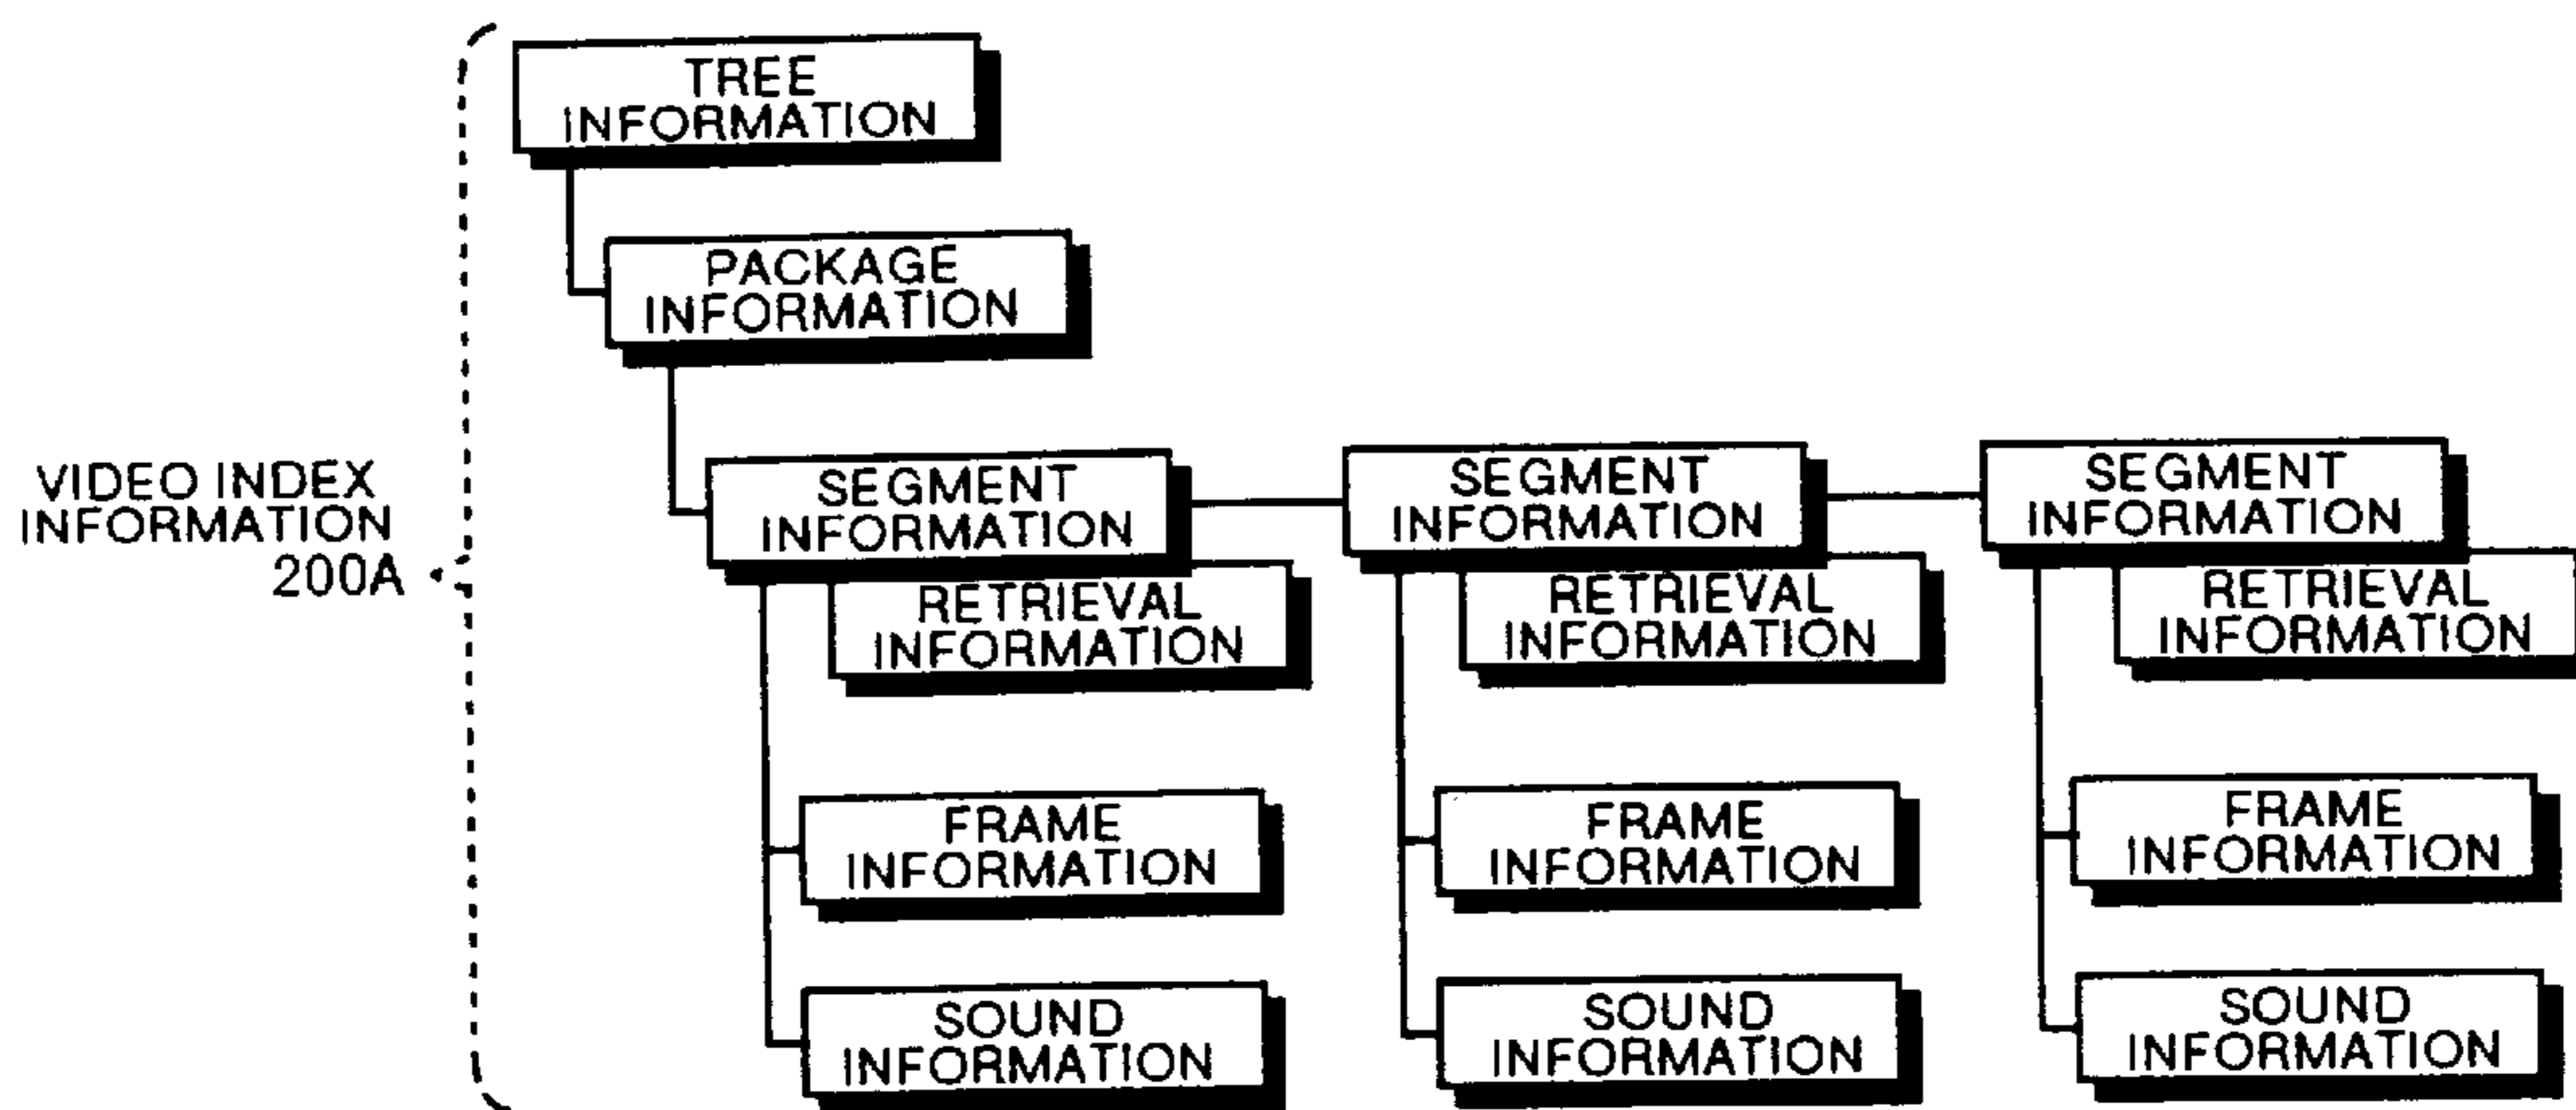 TREE
INFORMATION
PACKAGE
INFORMATION
VIDEO INDEX
INFORMATION
200A
SEGMENT
INFORMATION
SEGMENT
INFORMATION
SEGMENT
INFORMATION
RETRIEVAL
INFORMATION
RETRIEVAL
INFORMATION
RETRIEVAL
INFORMATION
FRAME
INFORMATION
FRAME
INFORMATION
FRAME
INFORMATION
SOUND
INFORMATION
SOUND
INFORMATION
SOUND
INFORMATION